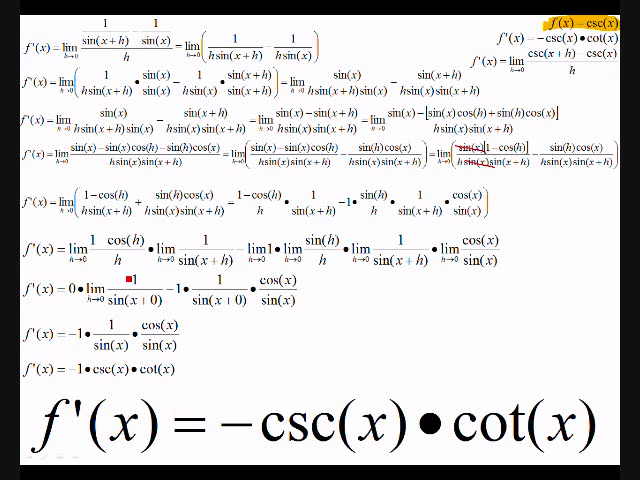 f(x) = csc(x)
f'(x) = −csc(x)•cot(x)
f'(x) = lim h→0 (csc(x+h) csc(x))/h
f'(x) = lim h→0 (1/sin(x+h) − 1/sin(x))/h = lim h→0 (1/(h sin(x+h)) − 1/(h sin(x)))
f'(x) = lim h→0 (1/(h sin(x+h)) • sin(x)/sin(x) − 1/(h sin(x)) • sin(x+h)/sin(x+h)) = lim h→0 sin(x)/(h sin(x+h)sin(x)) − sin(x+h)/(h sin(x)sin(x+h))
f'(x) = lim h→0 sin(x)/(h sin(x+h)sin(x)) − sin(x+h)/(h sin(x)sin(x+h)) = lim h→0 (sin(x)−sin(x+h))/(h sin(x)sin(x+h)) = lim h→0 (sin(x)−[sin(x)cos(h)+sin(h)cos(x)])/(h sin(x)sin(x+h))
f'(x) = lim h→0 (sin(x)−sin(x)cos(h)−sin(h)cos(x))/(h sin(x)sin(x+h)) = lim h→0 ((sin(x)−sin(x)cos(h))/(h sin(x)sin(x+h)) − sin(h)cos(x)/(h sin(x)sin(x+h))) = lim h→0 (sin(x)[1−cos(h)]/(h sin(x)sin(x+h)) − sin(h)cos(x)/(h sin(x)sin(x+h)))
f'(x) = lim h→0 ((1−cos(h))/(h sin(x+h)) + sin(h)cos(x)/(h sin(x)sin(x+h)) = (1−cos(h))/h • 1/sin(x+h) − 1• sin(h)/h • 1/sin(x+h) • cos(x)/sin(x))
f'(x) = lim h→0 (1 cos(h))/h • lim h→0 1/sin(x+h) − lim h→0 1 • lim h→0 sin(h)/h • lim h→0 1/sin(x+h) • lim h→0 cos(x)/sin(x)
f'(x) = 0 • lim h→0 1/sin(x+0) − 1 • 1/sin(x+0) • cos(x)/sin(x)
f'(x) = −1 • 1/sin(x) • cos(x)/sin(x)
f'(x) = −1 • csc(x) • cot(x)
f'(x) = −csc(x) • cot(x)